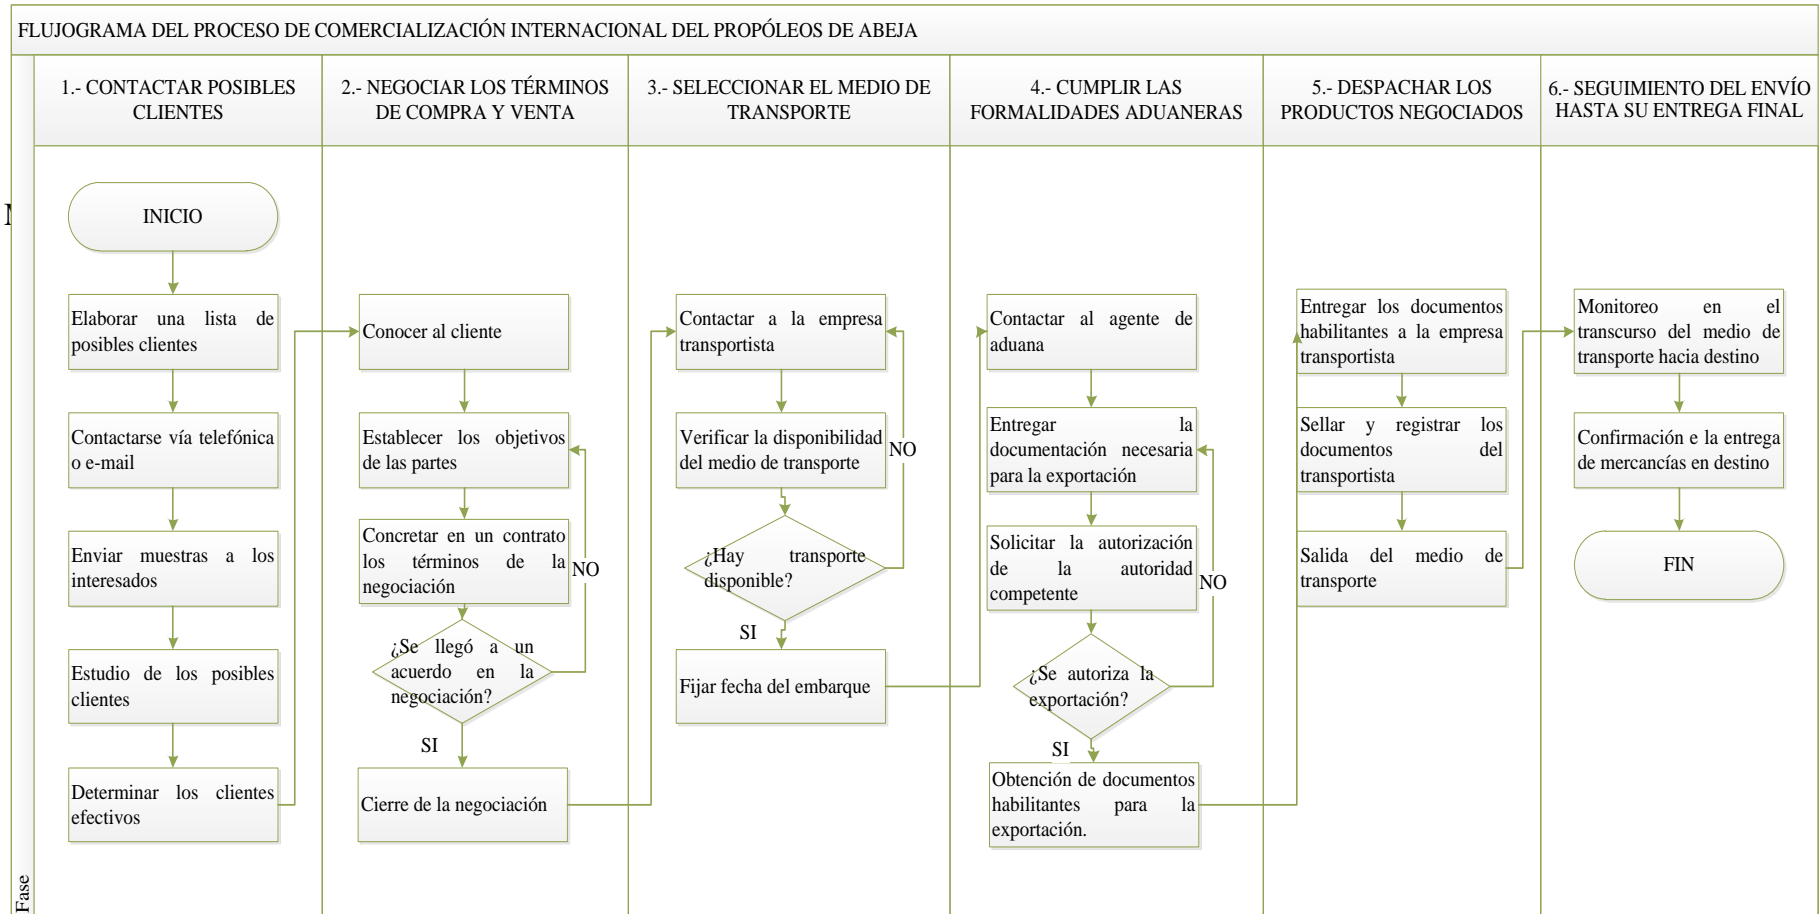 FLUJOGRAMA DEL PROCESO DE COMERCIALIZACIÓN INTERNACIONAL DEL PROPÓLEOS DE ABEJA
1.- CONTACTAR POSIBLES
CLIENTES
2.- NEGOCIAR LOS TÉRMINOS
DE COMPRA Y VENTA
3.- SELECCIONAR EL MEDIO DE
TRANSPORTE
4.- CUMPLIR LAS
FORMALIDADES ADUANERAS
5.- DESPACHAR LOS
PRODUCTOS NEGOCIADOS
6.- SEGUIMIENTO DEL ENVÍO
HASTA SU ENTREGA FINAL
INICIO
Elaborar una lista de
posibles clientes
Contactarse vía telefónica
o e-mail
Enviar muestras a los
interesados
Estudio de los posibles
clientes
Determinar los clientes
efectivos
Conocer al cliente
Establecer los objetivos
de las partes
Concretar en un contrato
los términos de la
negociación
NO
¿Se llegó a un
acuerdo en la
negociación?
SI
Cierre de la negociación
Contactar a la empresa
transportista
Verificar la disponibilidad
del medio de transporte
NO
¿Hay transporte
disponible?
SI
Fijar fecha del embarque
Contactar al agente de
aduana
Entregar la
documentación necesaria
para la exportación
Solicitar la autorización
de la autoridad
competente
NO
¿Se autoriza la
exportación?
SI
Obtención de documentos
habilitantes para la
exportación.
Entregar los documentos
habilitantes a la empresa
transportista
Sellar y registrar los
documentos del
transportista
Salida del medio de
transporte
Monitoreo en el
transcurso del medio de
transporte hacia destino
Confirmación e la entrega
de mercancías en destino
FIN
Fase